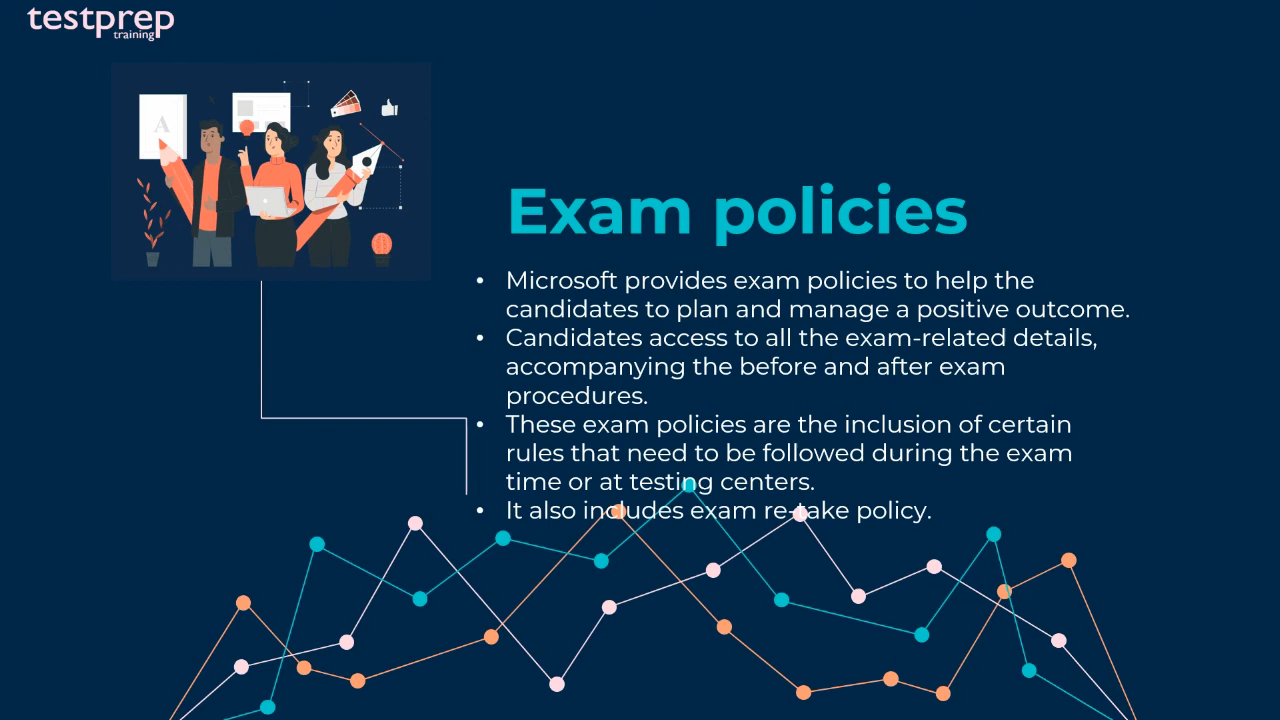 testprep
training
A
Exam policies
• Microsoft provides exam policies to help the
candidates to plan and manage a positive outcome.
• Candidates access to all the exam-related details,
accompanying the before and after exam
procedures.
• These exam policies are the inclusion of certain
rules that need to be followed during the exam
time or at testing centers.
• It also includes exam re-take policy.